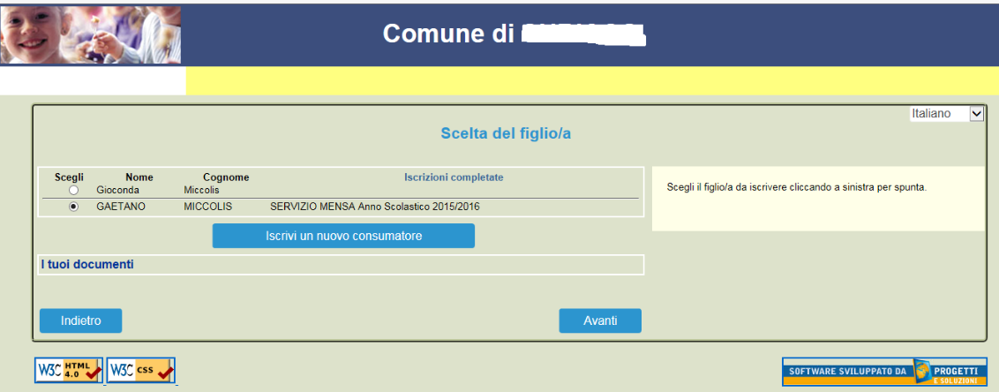 Comune di
Italiano
Scelta del figlio/a
Scegli Nome Cognome Iscrizioni completate
Gioconda Miccolis
GAETANO MICCOLIS SERVIZIO MENSA Anno Scolastico 2015/2016
Scegli il figlio/a da iscrivere cliccando a sinistra per spunta.
Iscrivi un nuovo consumatore
I tuoi documenti
Indietro Avanti
W3C HTML 4.0 W3C css
SOFTWARE SVILUPPATO DA PROGETTI E SOLUZIONI